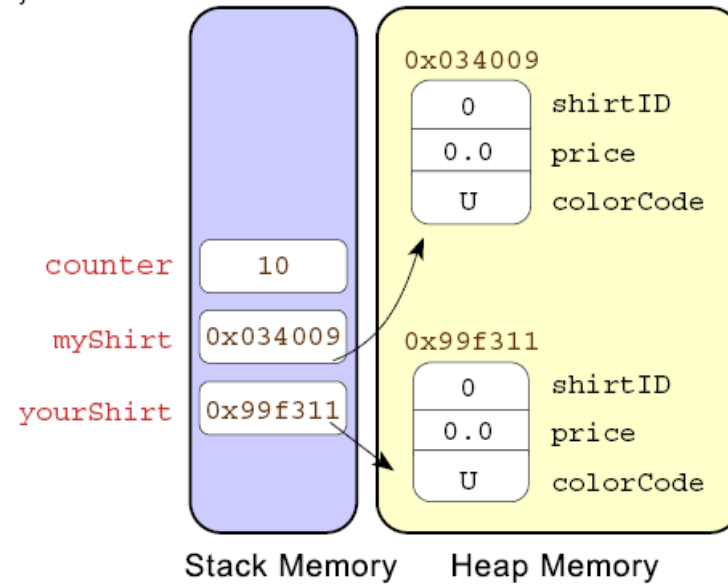 0x034009
0 shirtID
0.0 price
U colorCode
counter 10
myShirt 0x034009
0x99f311
yourShirt 0x99f311
0 shirtID
0.0 price
U colorCode
Stack Memory Heap Memory